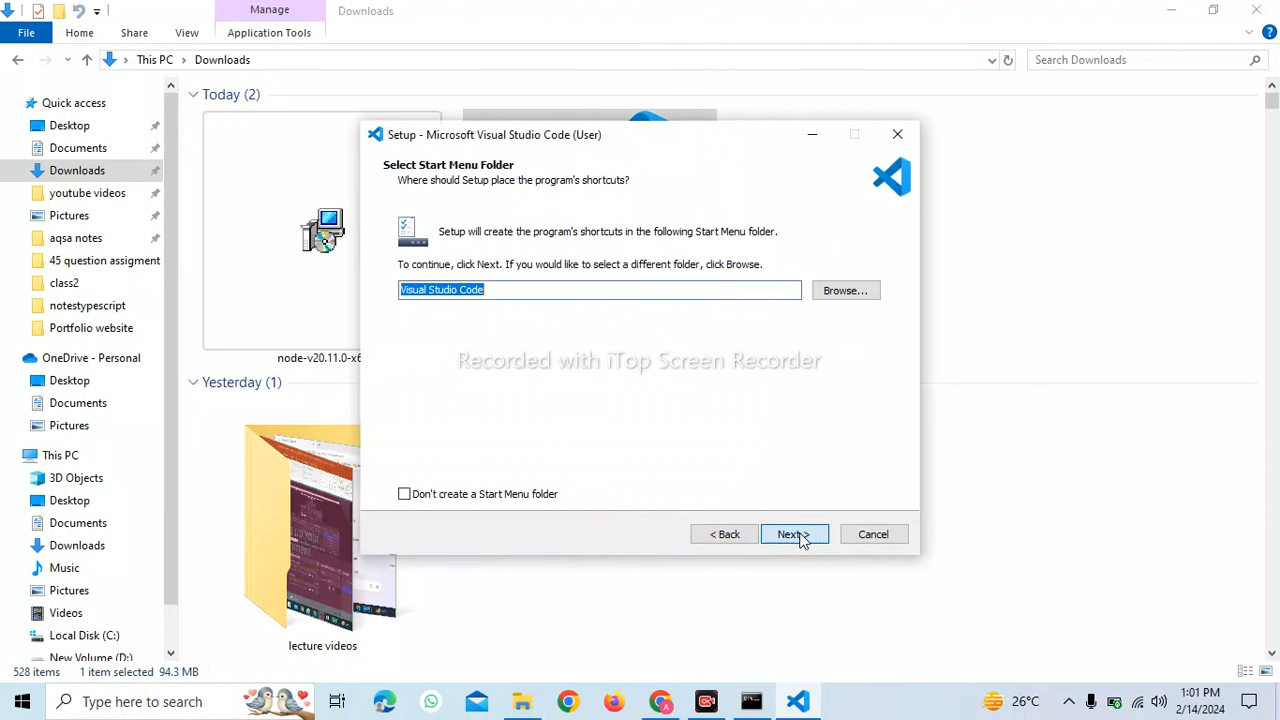 Manage
Downloads
File
Home
Share
View
Application Tools
This PC
Downloads
Search Downloads
Quick access
Desktop
Documents
Downloads
youtube videos
Pictures
aqsa notes
45 question assigment
class2
notestypescript
Portfolio website
OneDrive - Personal
Desktop
Documents
Pictures
This PC
3D Objects
Desktop
Documents
Downloads
Music
Pictures
Videos
Local Disk (C:)
New Volume (D:)
Today (2)
node-v20.11.0-x6
Yesterday (1)
lecture videos
Setup - Microsoft Visual Studio Code (User)
Select Start Menu Folder
Where should Setup place the program's shortcuts?
Setup will create the program's shortcuts in the following Start Menu folder.
To continue, click Next. If you would like to select a different folder, click Browse.
Visual Studio Code
Browse...
Recorded with iTop Screen Recorder
Don't create a Start Menu folder
< Back
Next >
Cancel
528 items
1 item selected
94.3 MB
Type here to search
26°C
1:01 PM
2/14/2024